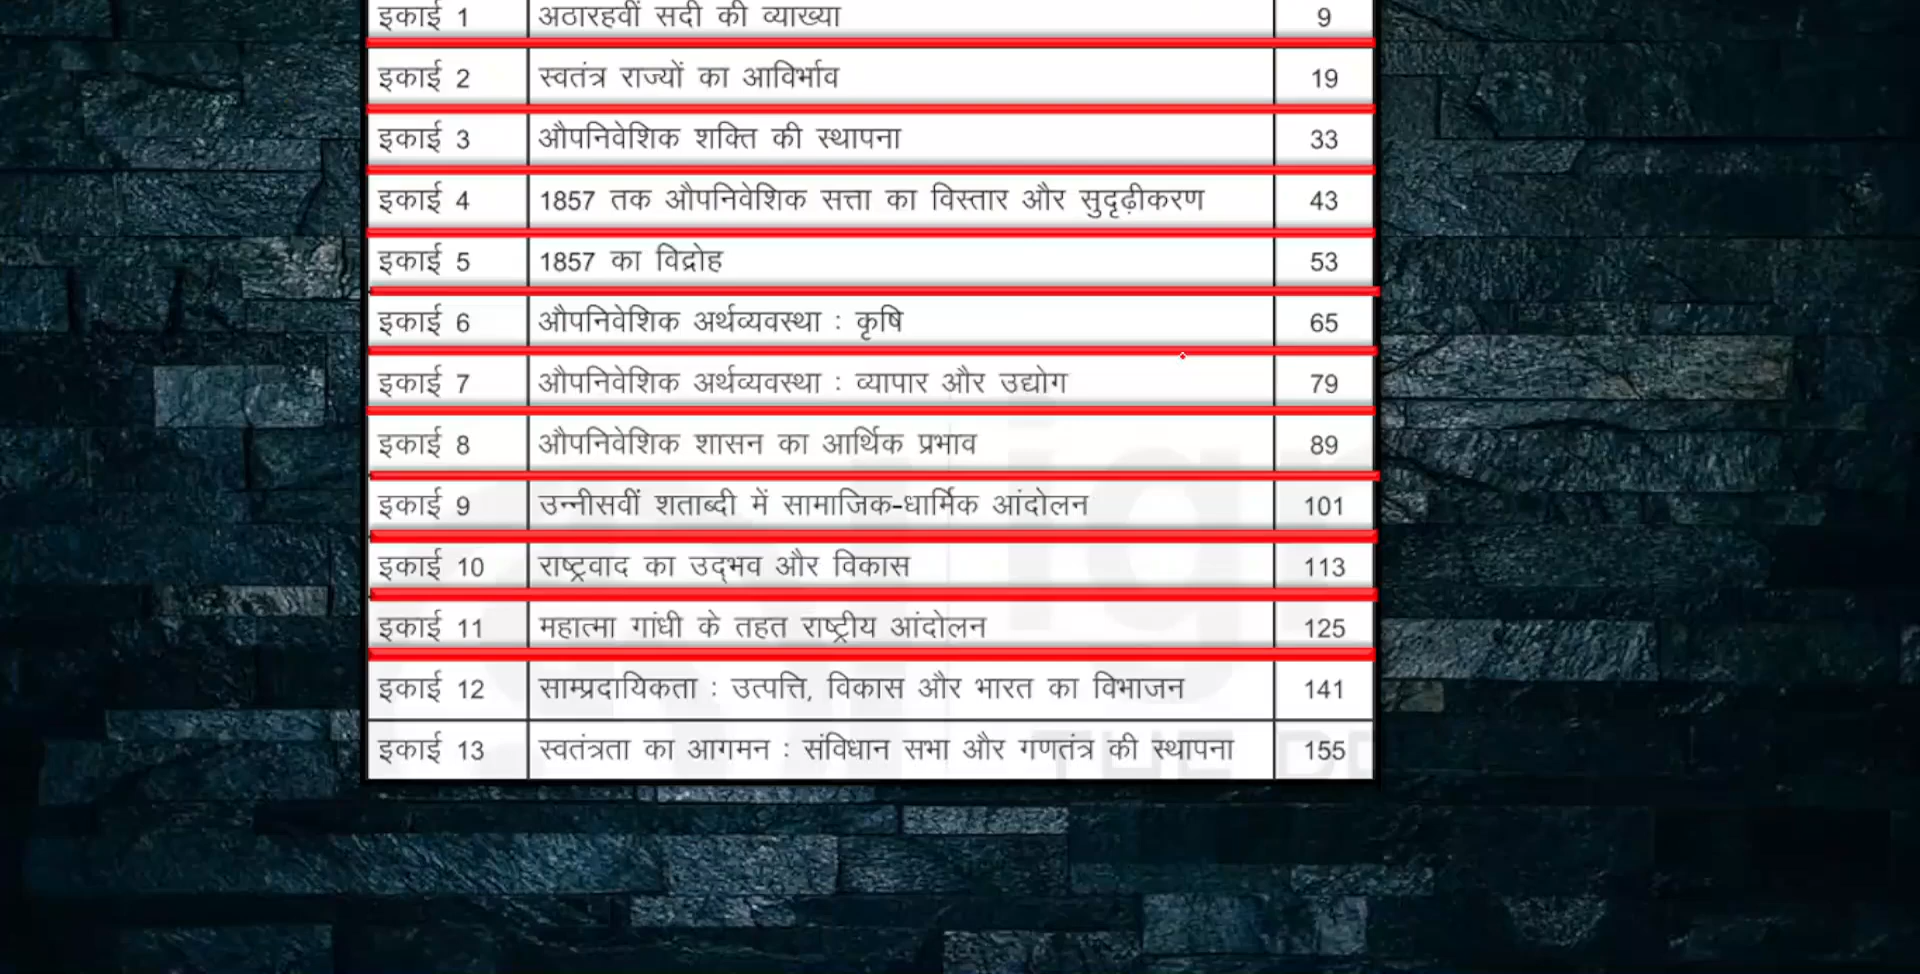 इकाई 1 अठारहवीं सदी की व्याख्या 9
इकाई 2 स्वतंत्र राज्यों का आविर्भाव 19
इकाई 3 औपनिवेशिक शक्ति की स्थापना 33
इकाई 4 1857 तक औपनिवेशिक सत्ता का विस्तार और सुदृढ़ीकरण 43
इकाई 5 1857 का विद्रोह 53
इकाई 6 औपनिवेशिक अर्थव्यवस्था : कृषि 65
इकाई 7 औपनिवेशिक अर्थव्यवस्था : व्यापार और उद्योग 79
इकाई 8 औपनिवेशिक शासन का आर्थिक प्रभाव 89
इकाई 9 उन्नीसवीं शताब्दी में सामाजिक-धार्मिक आंदोलन 101
इकाई 10 राष्ट्रवाद का उद्भव और विकास 113
इकाई 11 महात्मा गांधी के तहत राष्ट्रीय आंदोलन 125
इकाई 12 साम्प्रदायिकता : उत्पत्ति, विकास और भारत का विभाजन 141
इकाई 13 स्वतंत्रता का आगमन : संविधान सभा और गणतंत्र की स्थापना 155
THE